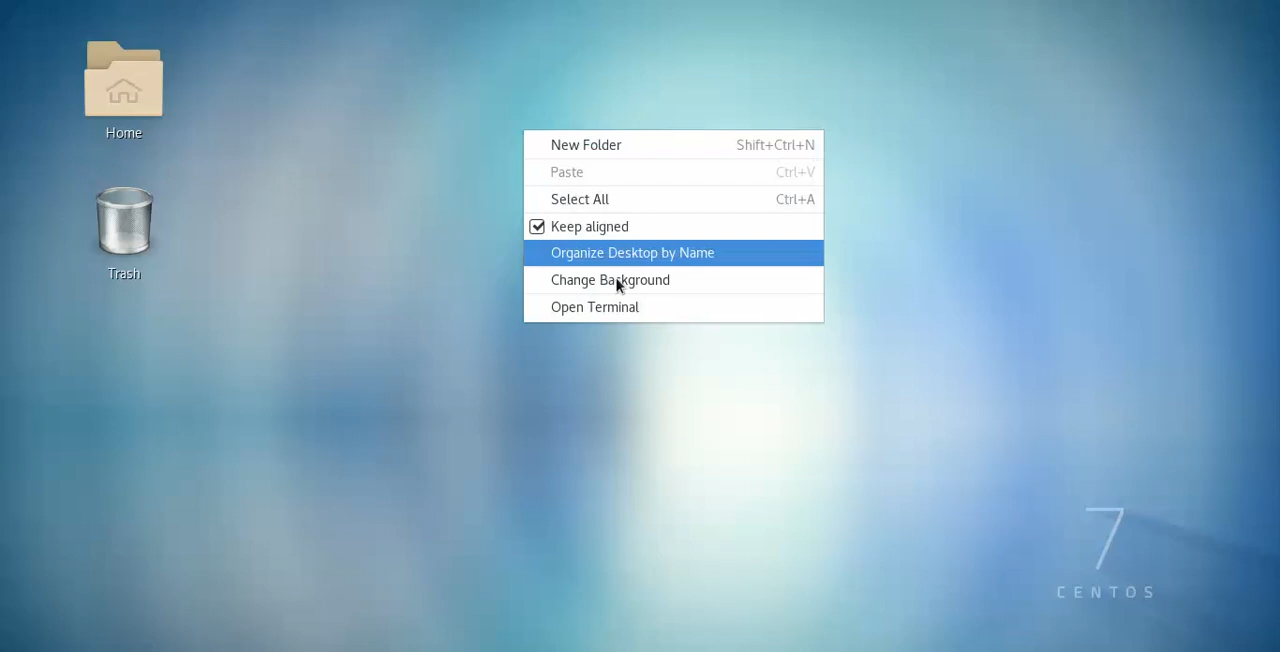 Home
Trash
New Folder Shift+Ctrl+N
Paste Ctrl+V
Select All Ctrl+A
Keep aligned
Organize Desktop by Name
Change Background
Open Terminal
7
CENTOS